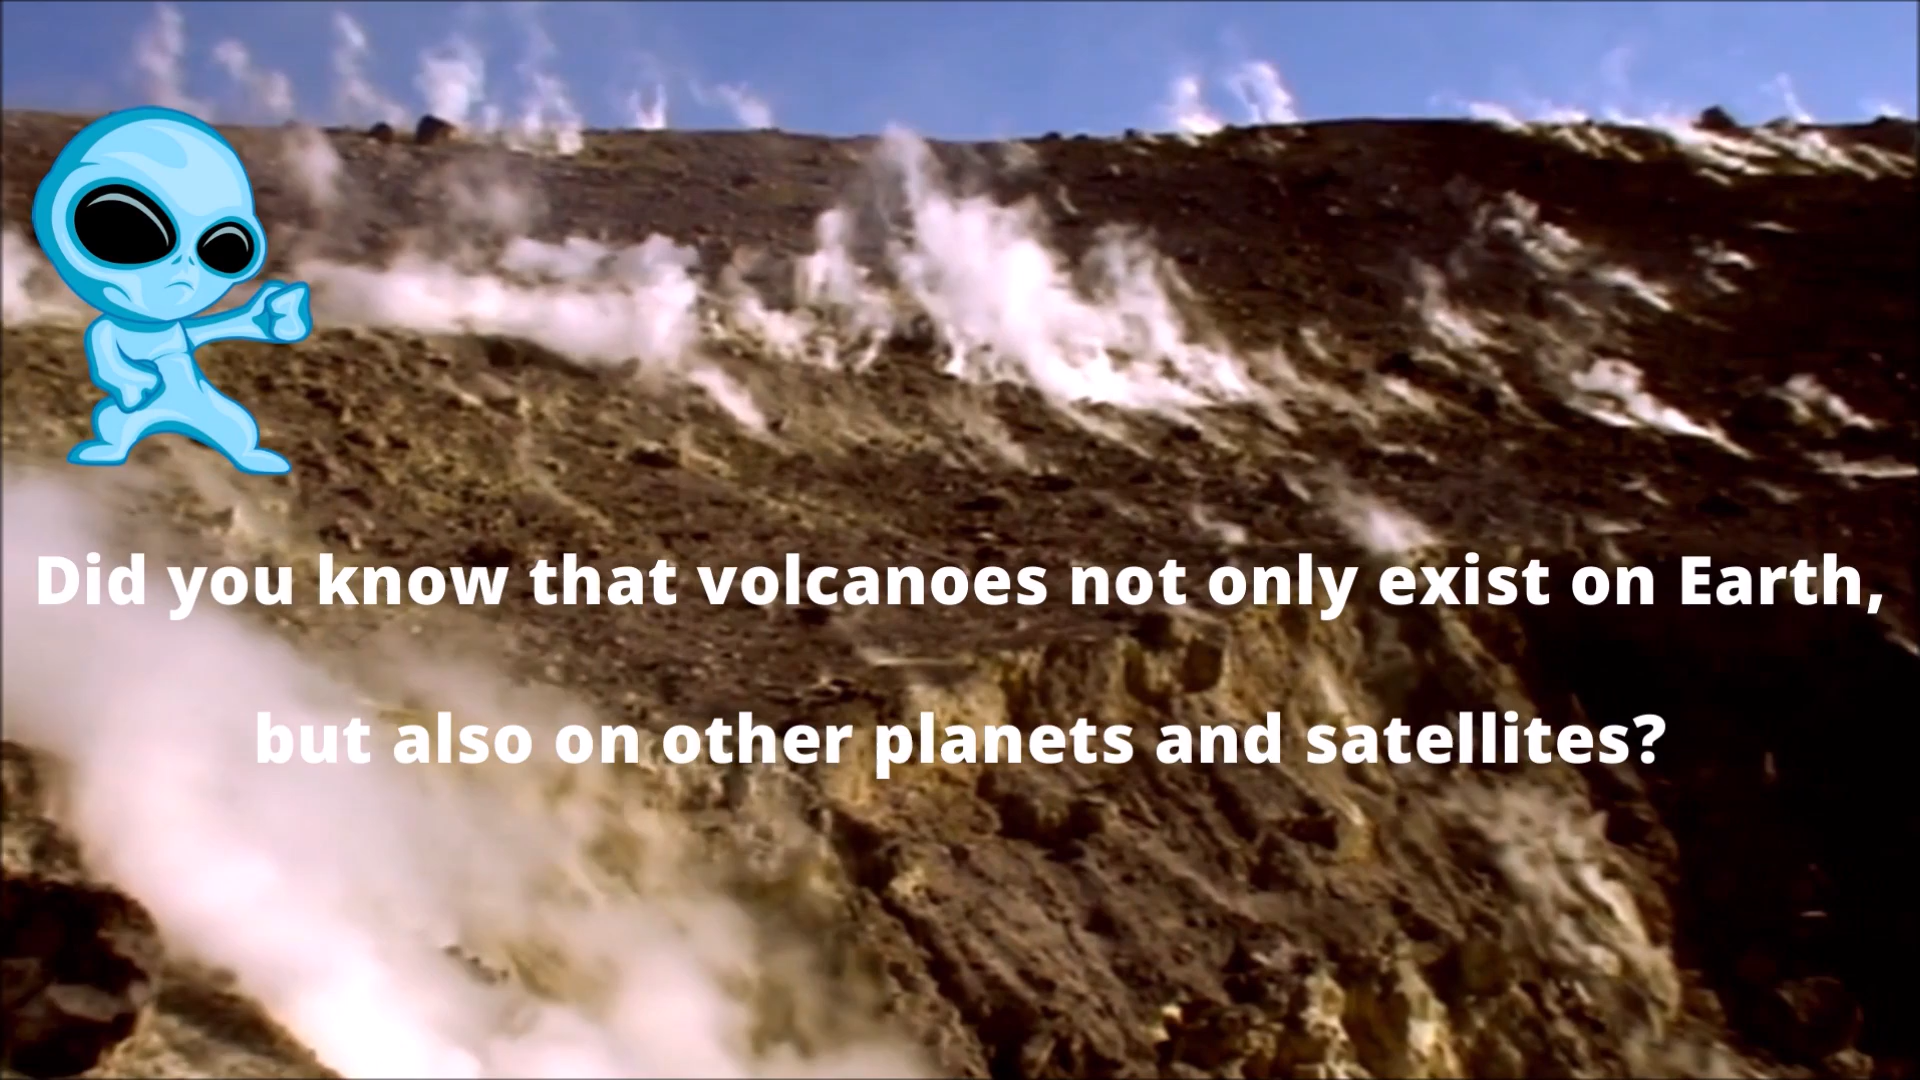 Did you know that volcanoes not only exist on Earth,
but also on other planets and satellites?